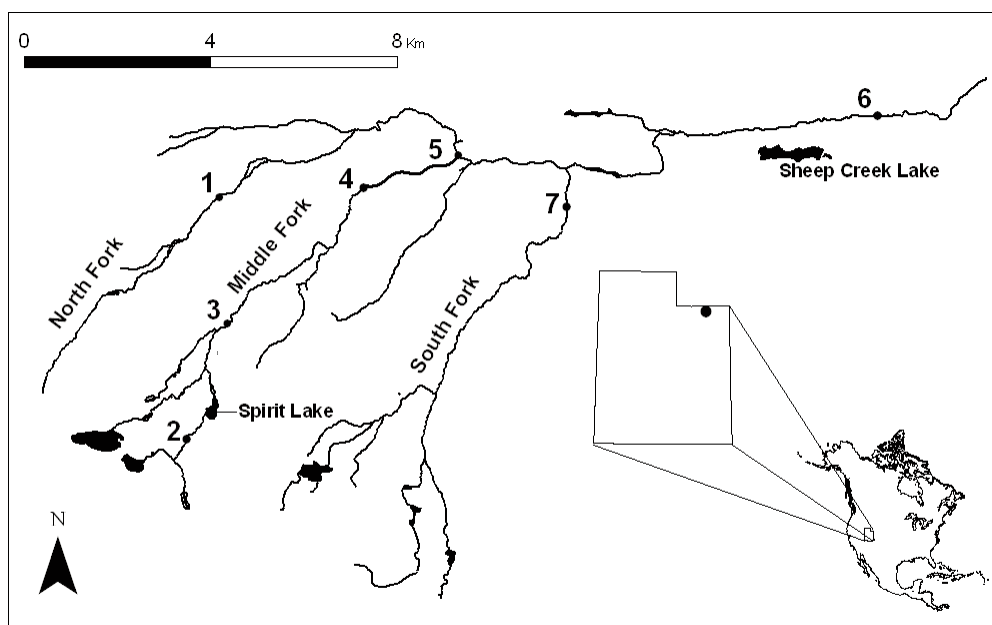 0 4 8 Km
6
5
Sheep Creek Lake
1
4
7
Middle Fork
North Fork
3
South Fork
Spirit Lake
2
N